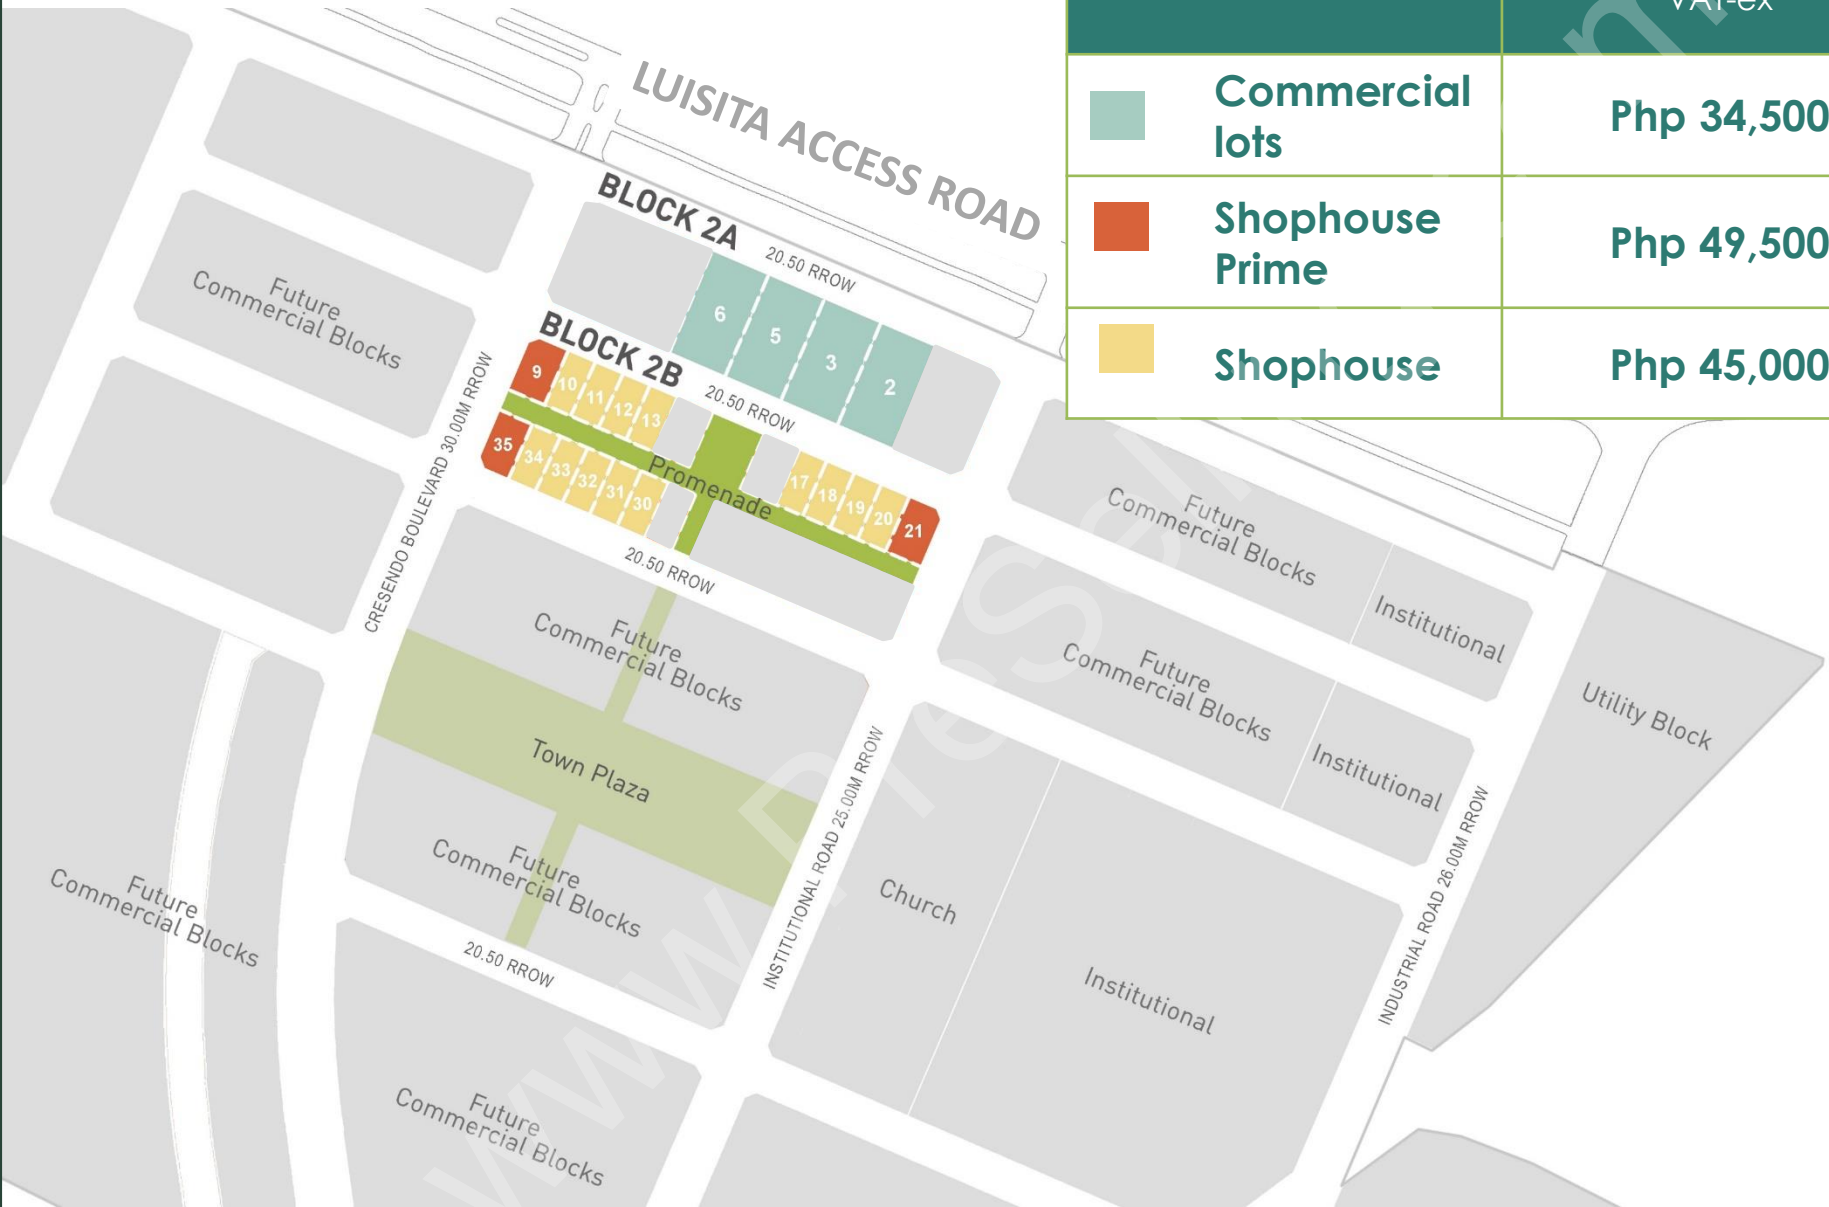 VAT-ex
Commercial
lots
Php 34,500
Shophouse
Prime
Php 49,500
Shophouse
Php 45,000
LUISITA ACCESS ROAD
BLOCK 2A
20.50 RROW
6
5
3
2
BLOCK 2B
20.50 RROW
9
10
11
12
13
35
34
33
32
31
30
Promenade
17
18
19
20
21
20.50 RROW
CRESENDO BOULEVARD 30.00M RROW
Future
Commercial Blocks
Future
Commercial Blocks
Institutional
Future
Commercial Blocks
Institutional
Utility Block
Future
Commercial Blocks
Town Plaza
Future
Commercial Blocks
20.50 RROW
INSTITUTIONAL ROAD 25.00M RROW
Church
Institutional
INDUSTRIAL ROAD 26.00M RROW
Future
Commercial Blocks
Future
Commercial Blocks